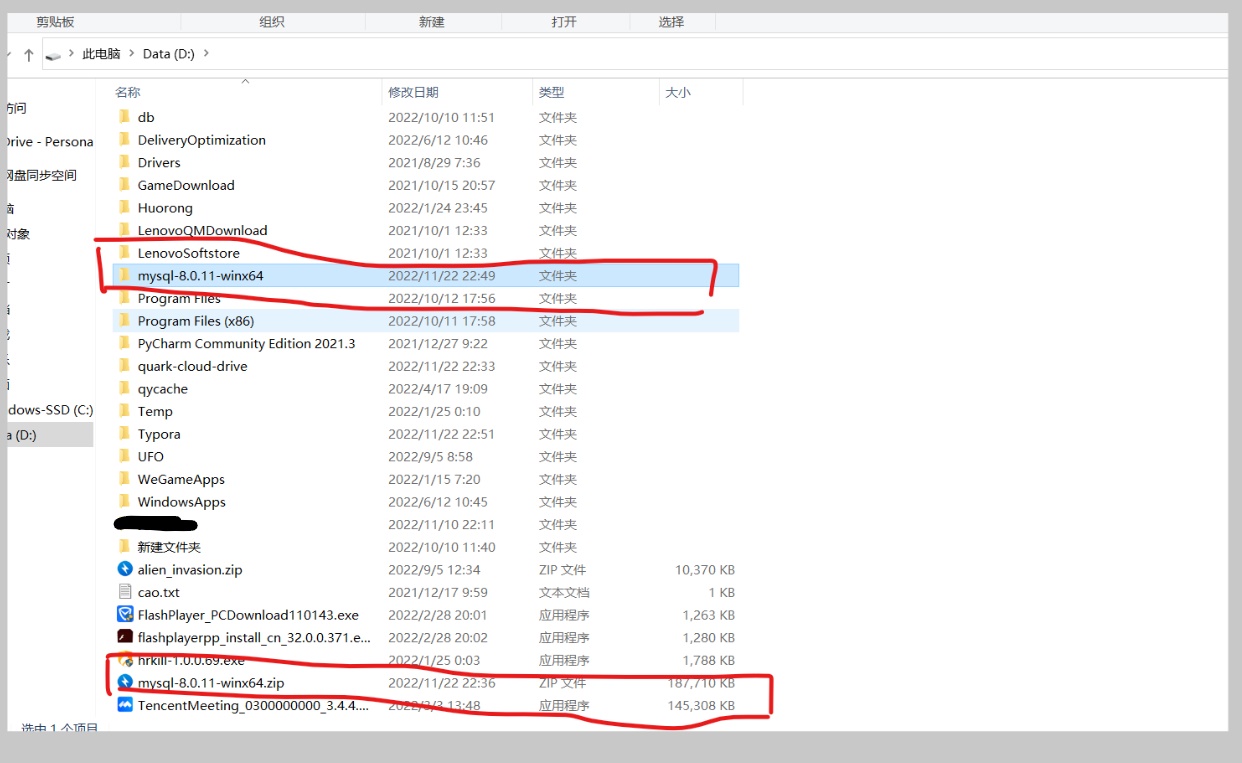 剪贴板 组织 新建 打开 选择
此电脑 Data (D:)
名称 修改日期 类型 大小
db 2022/10/10 11:51 文件夹
访问
DeliveryOptimization 2022/6/12 10:46 文件夹
Drive - Persona
Drivers 2021/8/29 7:36 文件夹
网盘同步空间
GameDownload 2021/10/15 20:57 文件夹
Huorong 2022/1/24 23:45 文件夹
脑
LenovoQMDownload 2021/10/1 12:33 文件夹
对象
LenovoSoftstore 2021/10/1 12:33 文件夹
mysql-8.0.11-winx64 2022/11/22 22:49 文件夹
Program Files 2022/10/12 17:56 文件夹
Program Files (x86) 2022/10/11 17:58 文件夹
PyCharm Community Edition 2021.3 2021/12/27 9:22 文件夹
quark-cloud-drive 2022/11/22 22:33 文件夹
qycache 2022/4/17 19:09 文件夹
Temp 2022/1/25 0:10 文件夹
dows-SSD (C:)
Typora 2022/11/22 22:51 文件夹
a (D:)
UFO 2022/9/5 8:58 文件夹
WeGameApps 2022/1/15 7:20 文件夹
WindowsApps 2022/6/12 10:45 文件夹
2022/11/10 22:11 文件夹
新建文件夹 2022/10/10 11:40 文件夹
alien_invasion.zip 2022/9/5 12:34 ZIP 文件 10,370 KB
cao.txt 2021/12/17 9:59 文本文档 1 KB
FlashPlayer_PCDownload110143.exe 2022/2/28 20:01 应用程序 1,263 KB
flashplayerpp_install_cn_32.0.0.371.e... 2022/2/28 20:02 应用程序 1,280 KB
hrkill-1.0.0.69.exe 2022/1/25 0:03 应用程序 1,788 KB
mysql-8.0.11-winx64.zip 2022/11/22 22:36 ZIP 文件 187,710 KB
TencentMeeting_0300000000_3.4.4.... 2022/3/3 13:48 应用程序 145,308 KB
选中 1 个项目